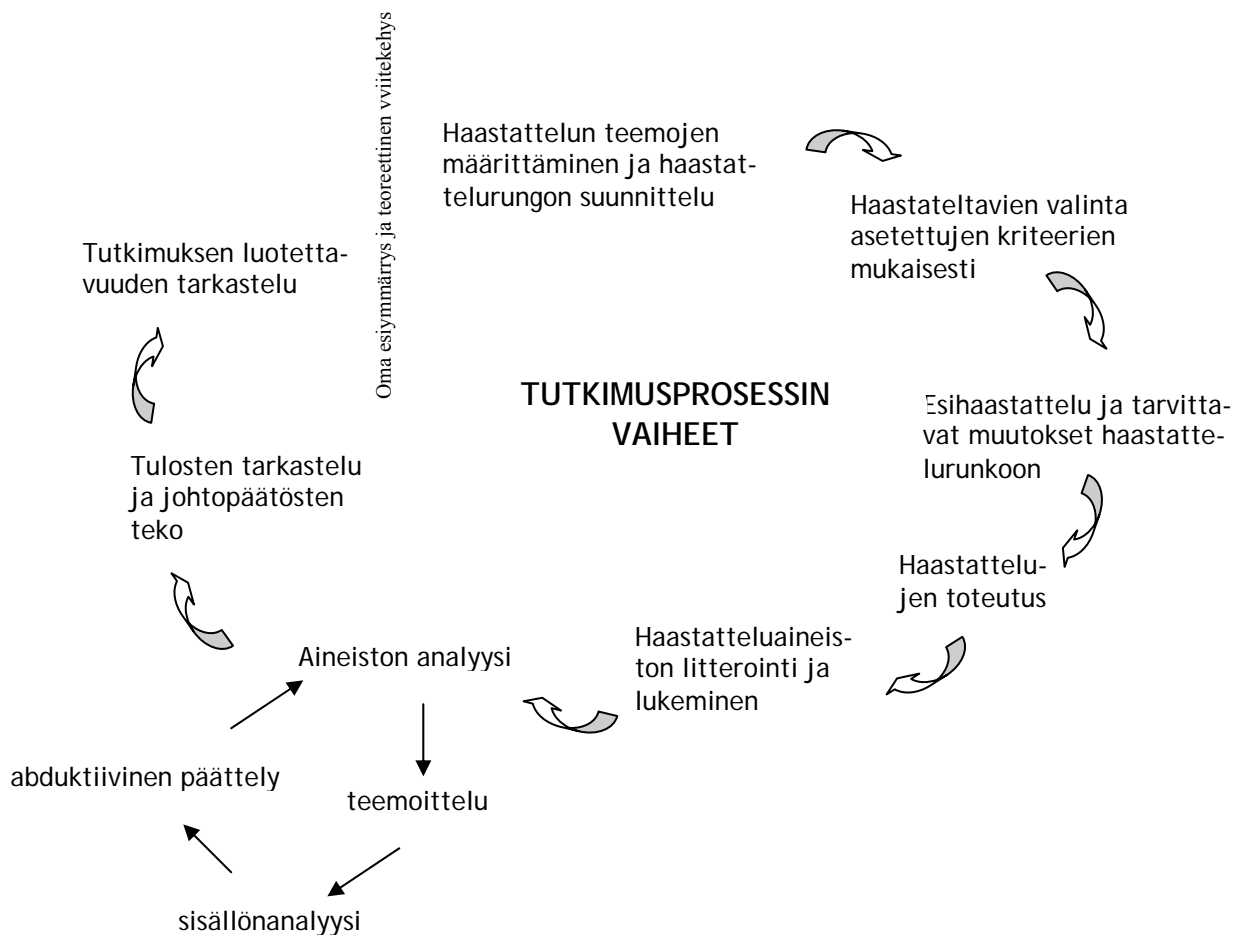 Oma esiymmärrys ja teoreettinen vviitekehys
Haastattelun teemojen
määrittäminen ja haastat-
telurungon suunnittelu
Haastateltavien valinta
asetettujen kriteerien
mukaisesti
Esihaastattelu ja tarvitta-
vat muutokset haastatte-
lurunkoon
Haastattelu-
jen toteutus
Haastatteluaineis-
ton litterointi ja
lukeminen
Aineiston analyysi
teemoittelu
sisällönanalyysi
abduktiivinen päättely
Tulosten tarkastelu
ja johtopäätösten
teko
Tutkimuksen luotetta-
vuuden tarkastelu
TUTKIMUSPROSESSIN
VAIHEET